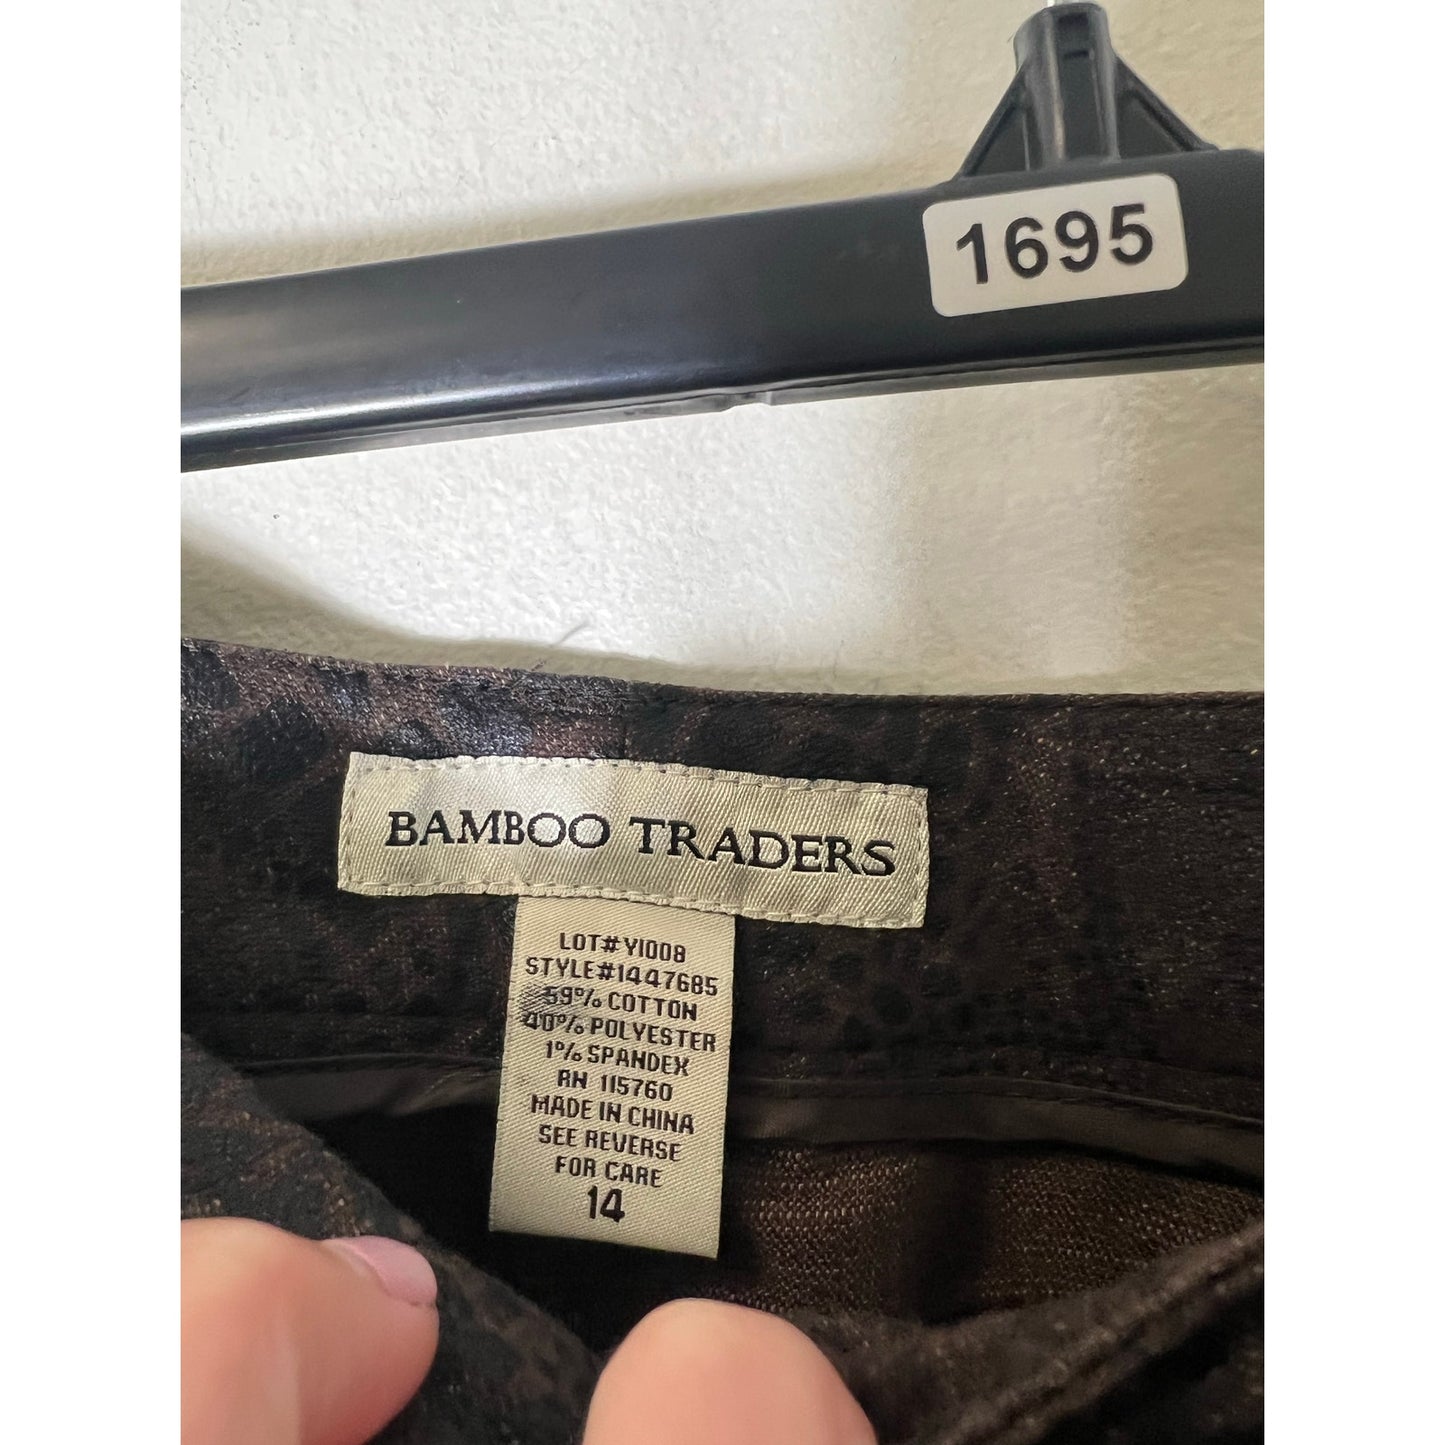 1695
BAMBOO TRADERS
LOT# Y1008
STYLE#1447685
59% COTTON
40% POLYESTER
1% SPANDEX
RN 115760
MADE IN CHINA
SEE REVERSE
FOR CARE
14